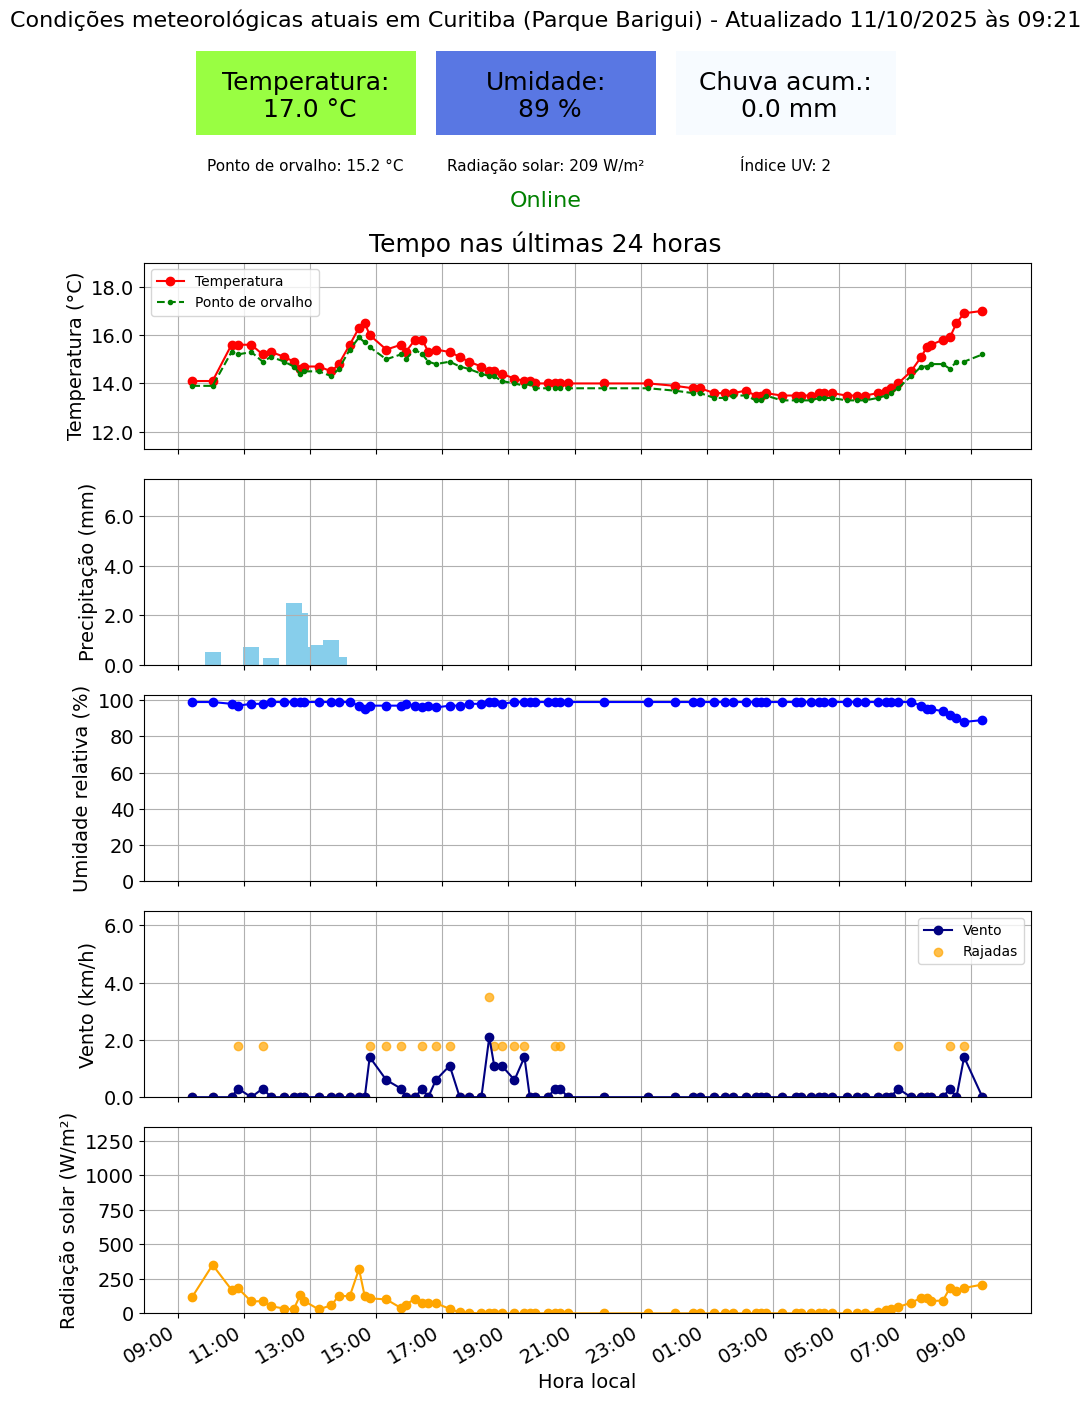 Condições meteorológicas atuais em Curitiba (Parque Barigui) - Atualizado 11/10/2025 às 09:21
Temperatura:
17.0 °C
Umidade:
89 %
Chuva acum.:
0.0 mm
Ponto de orvalho: 15.2 °C
Radiação solar: 209 W/m²
Índice UV: 2
Online
Tempo nas últimas 24 horas
Temperatura (°C)
18.0
16.0
14.0
12.0
Temperatura
Ponto de orvalho
Precipitação (mm)
6.0
4.0
2.0
0.0
Umidade relativa (%)
100
80
60
40
20
0
Vento (km/h)
6.0
4.0
2.0
0.0
Vento
Rajadas
Radiação solar (W/m²)
1250
1000
750
500
250
0
09:00
11:00
13:00
15:00
17:00
19:00
21:00
23:00
01:00
03:00
05:00
07:00
09:00
Hora local